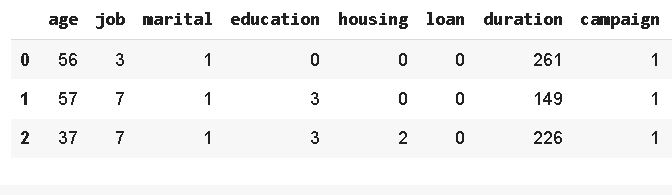 age job marital education housing loan duration campaign
0 56 3 1 0 0 0 261 1
1 57 7 1 3 0 0 149 1
2 37 7 1 3 2 0 226 1